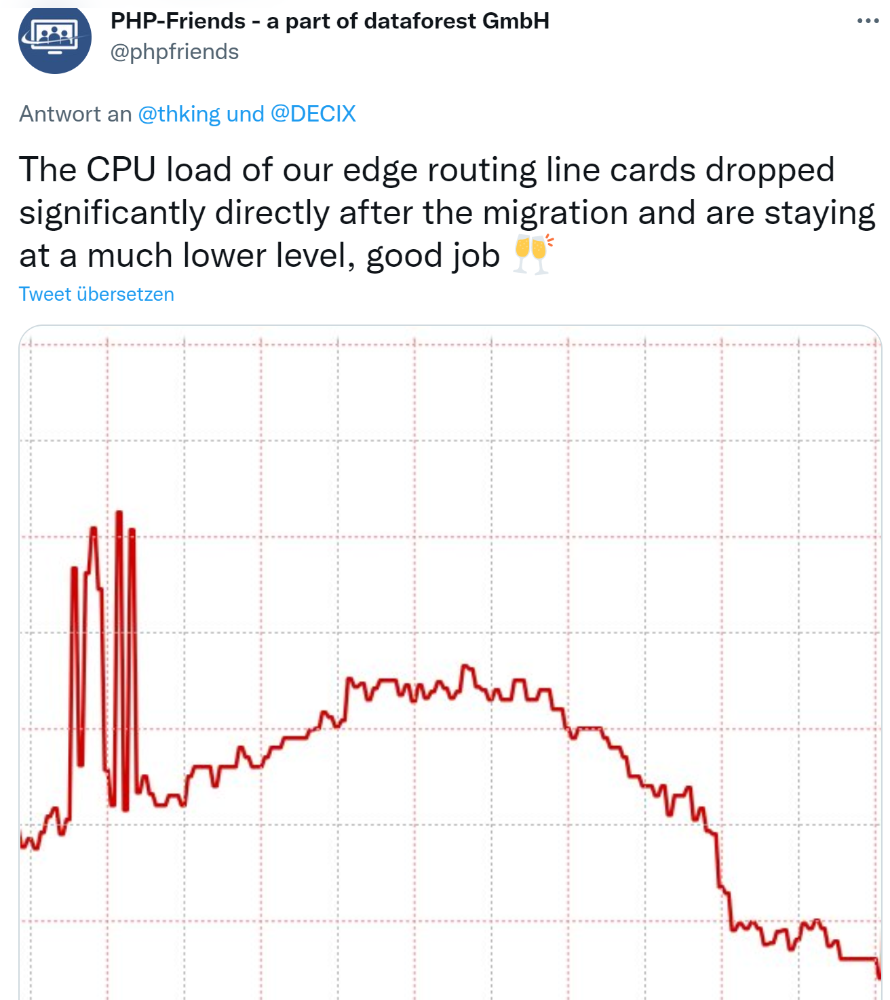 PHP-Friends - a part of dataforest GmbH
@phpfriends
Antwort an @thking und @DECIX
The CPU load of our edge routing line cards dropped
significantly directly after the migration and are staying
at a much lower level, good job 🥂
Tweet übersetzen